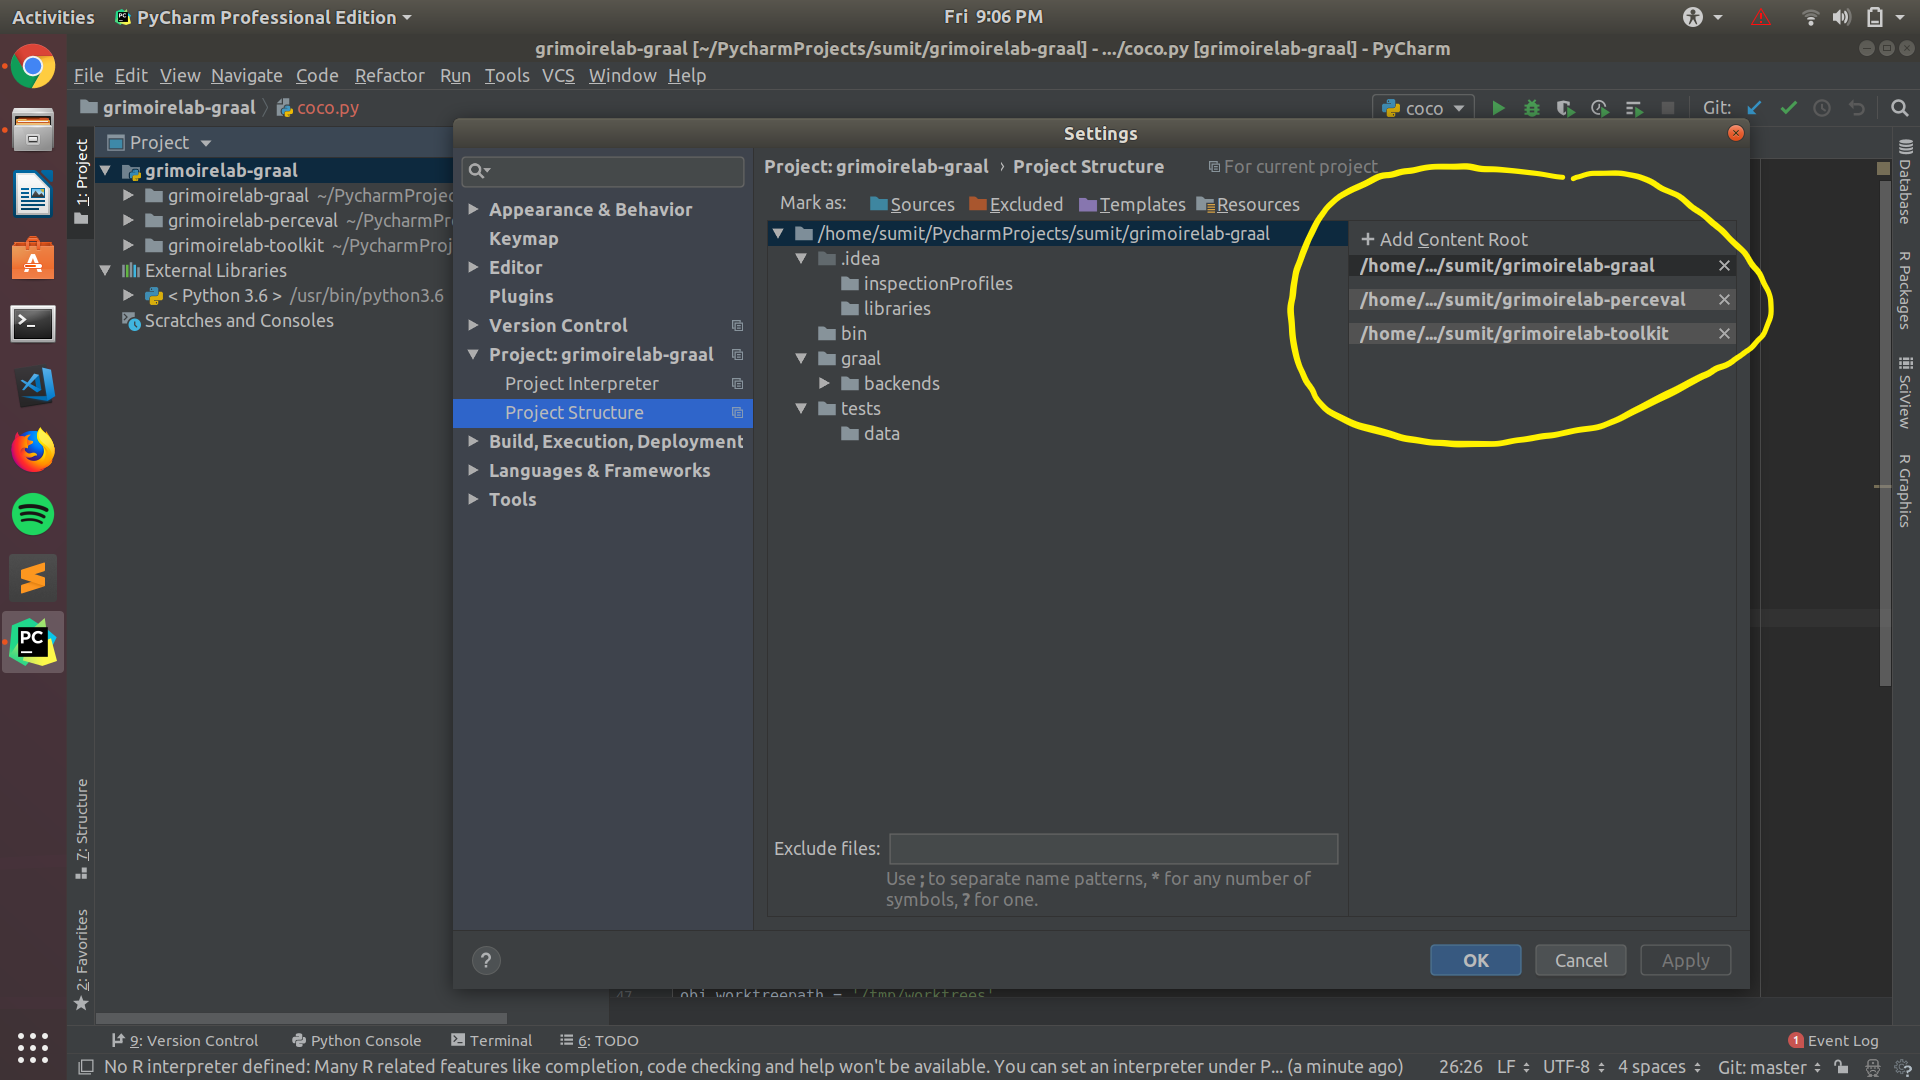 Activities PyCharm Professional Edition Fri 9:06 PM
grimoirelab-graal [~/PycharmProjects/sumit/grimoirelab-graal] - .../coco.py [grimoirelab-graal] - PyCharm
File Edit View Navigate Code Refactor Run Tools VCS Window Help
grimoirelab-graal coco.py coco Git:
1: Project
Project
grimoirelab-graal
grimoirelab-graal ~/PycharmProjec
grimoirelab-perceval ~/PycharmPr
grimoirelab-toolkit ~/PycharmProj
External Libraries
< Python 3.6 > /usr/bin/python3.6
Scratches and Consoles
7: Structure
2: Favorites
Settings
Appearance & Behavior
Keymap
Editor
Plugins
Version Control
Project: grimoirelab-graal
Project Interpreter
Project Structure
Build, Execution, Deployment
Languages & Frameworks
Tools
Project: grimoirelab-graal › Project Structure For current project
Mark as: Sources Excluded Templates Resources
/home/sumit/PycharmProjects/sumit/grimoirelab-graal
.idea
inspectionProfiles
libraries
bin
graal
backends
tests
data
+ Add Content Root
/home/.../sumit/grimoirelab-graal
/home/.../sumit/grimoirelab-perceval
/home/.../sumit/grimoirelab-toolkit
Exclude files:
Use ; to separate name patterns, * for any number of
symbols, ? for one.
? OK Cancel Apply
47 obj.worktreepath = '/tmp/worktrees'
Database
R Packages
SciView
R Graphics
9: Version Control Python Console Terminal 6: TODO 1 Event Log
No R interpreter defined: Many R related features like completion, code checking and help won't be available. You can set an interpreter under P... (a minute ago) 26:26 LF UTF-8 4 spaces Git: master